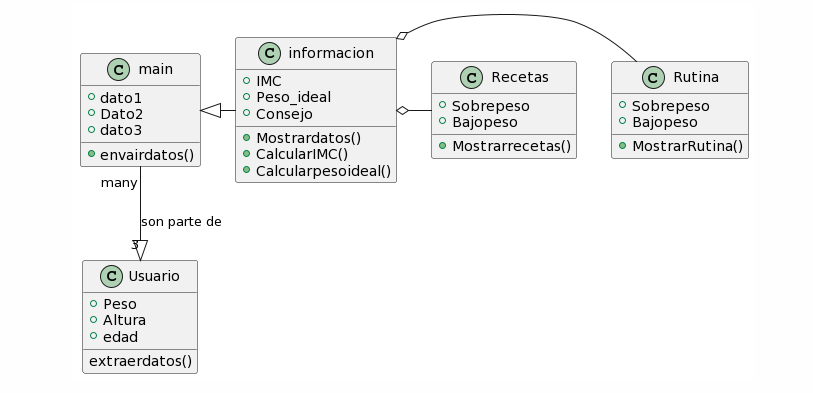 C main
dato1
Dato2
dato3
envairdatos()
C informacion
IMC
Peso_ideal
Consejo
Mostrardatos()
CalcularIMC()
Calcularpesoideal()
C Recetas
Sobrepeso
Bajopeso
Mostrarrecetas()
C Rutina
Sobrepeso
Bajopeso
MostrarRutina()
many
son parte de
3
C Usuario
Peso
Altura
edad
extraerdatos()